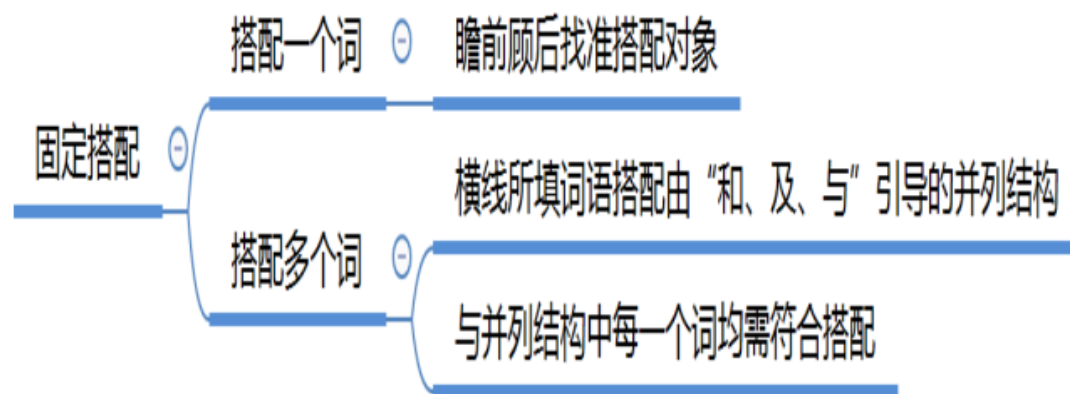 固定搭配
搭配一个词
瞻前顾后找准搭配对象
搭配多个词
横线所填词语搭配由“和、及、与”引导的并列结构
与并列结构中每一个词均需符合搭配